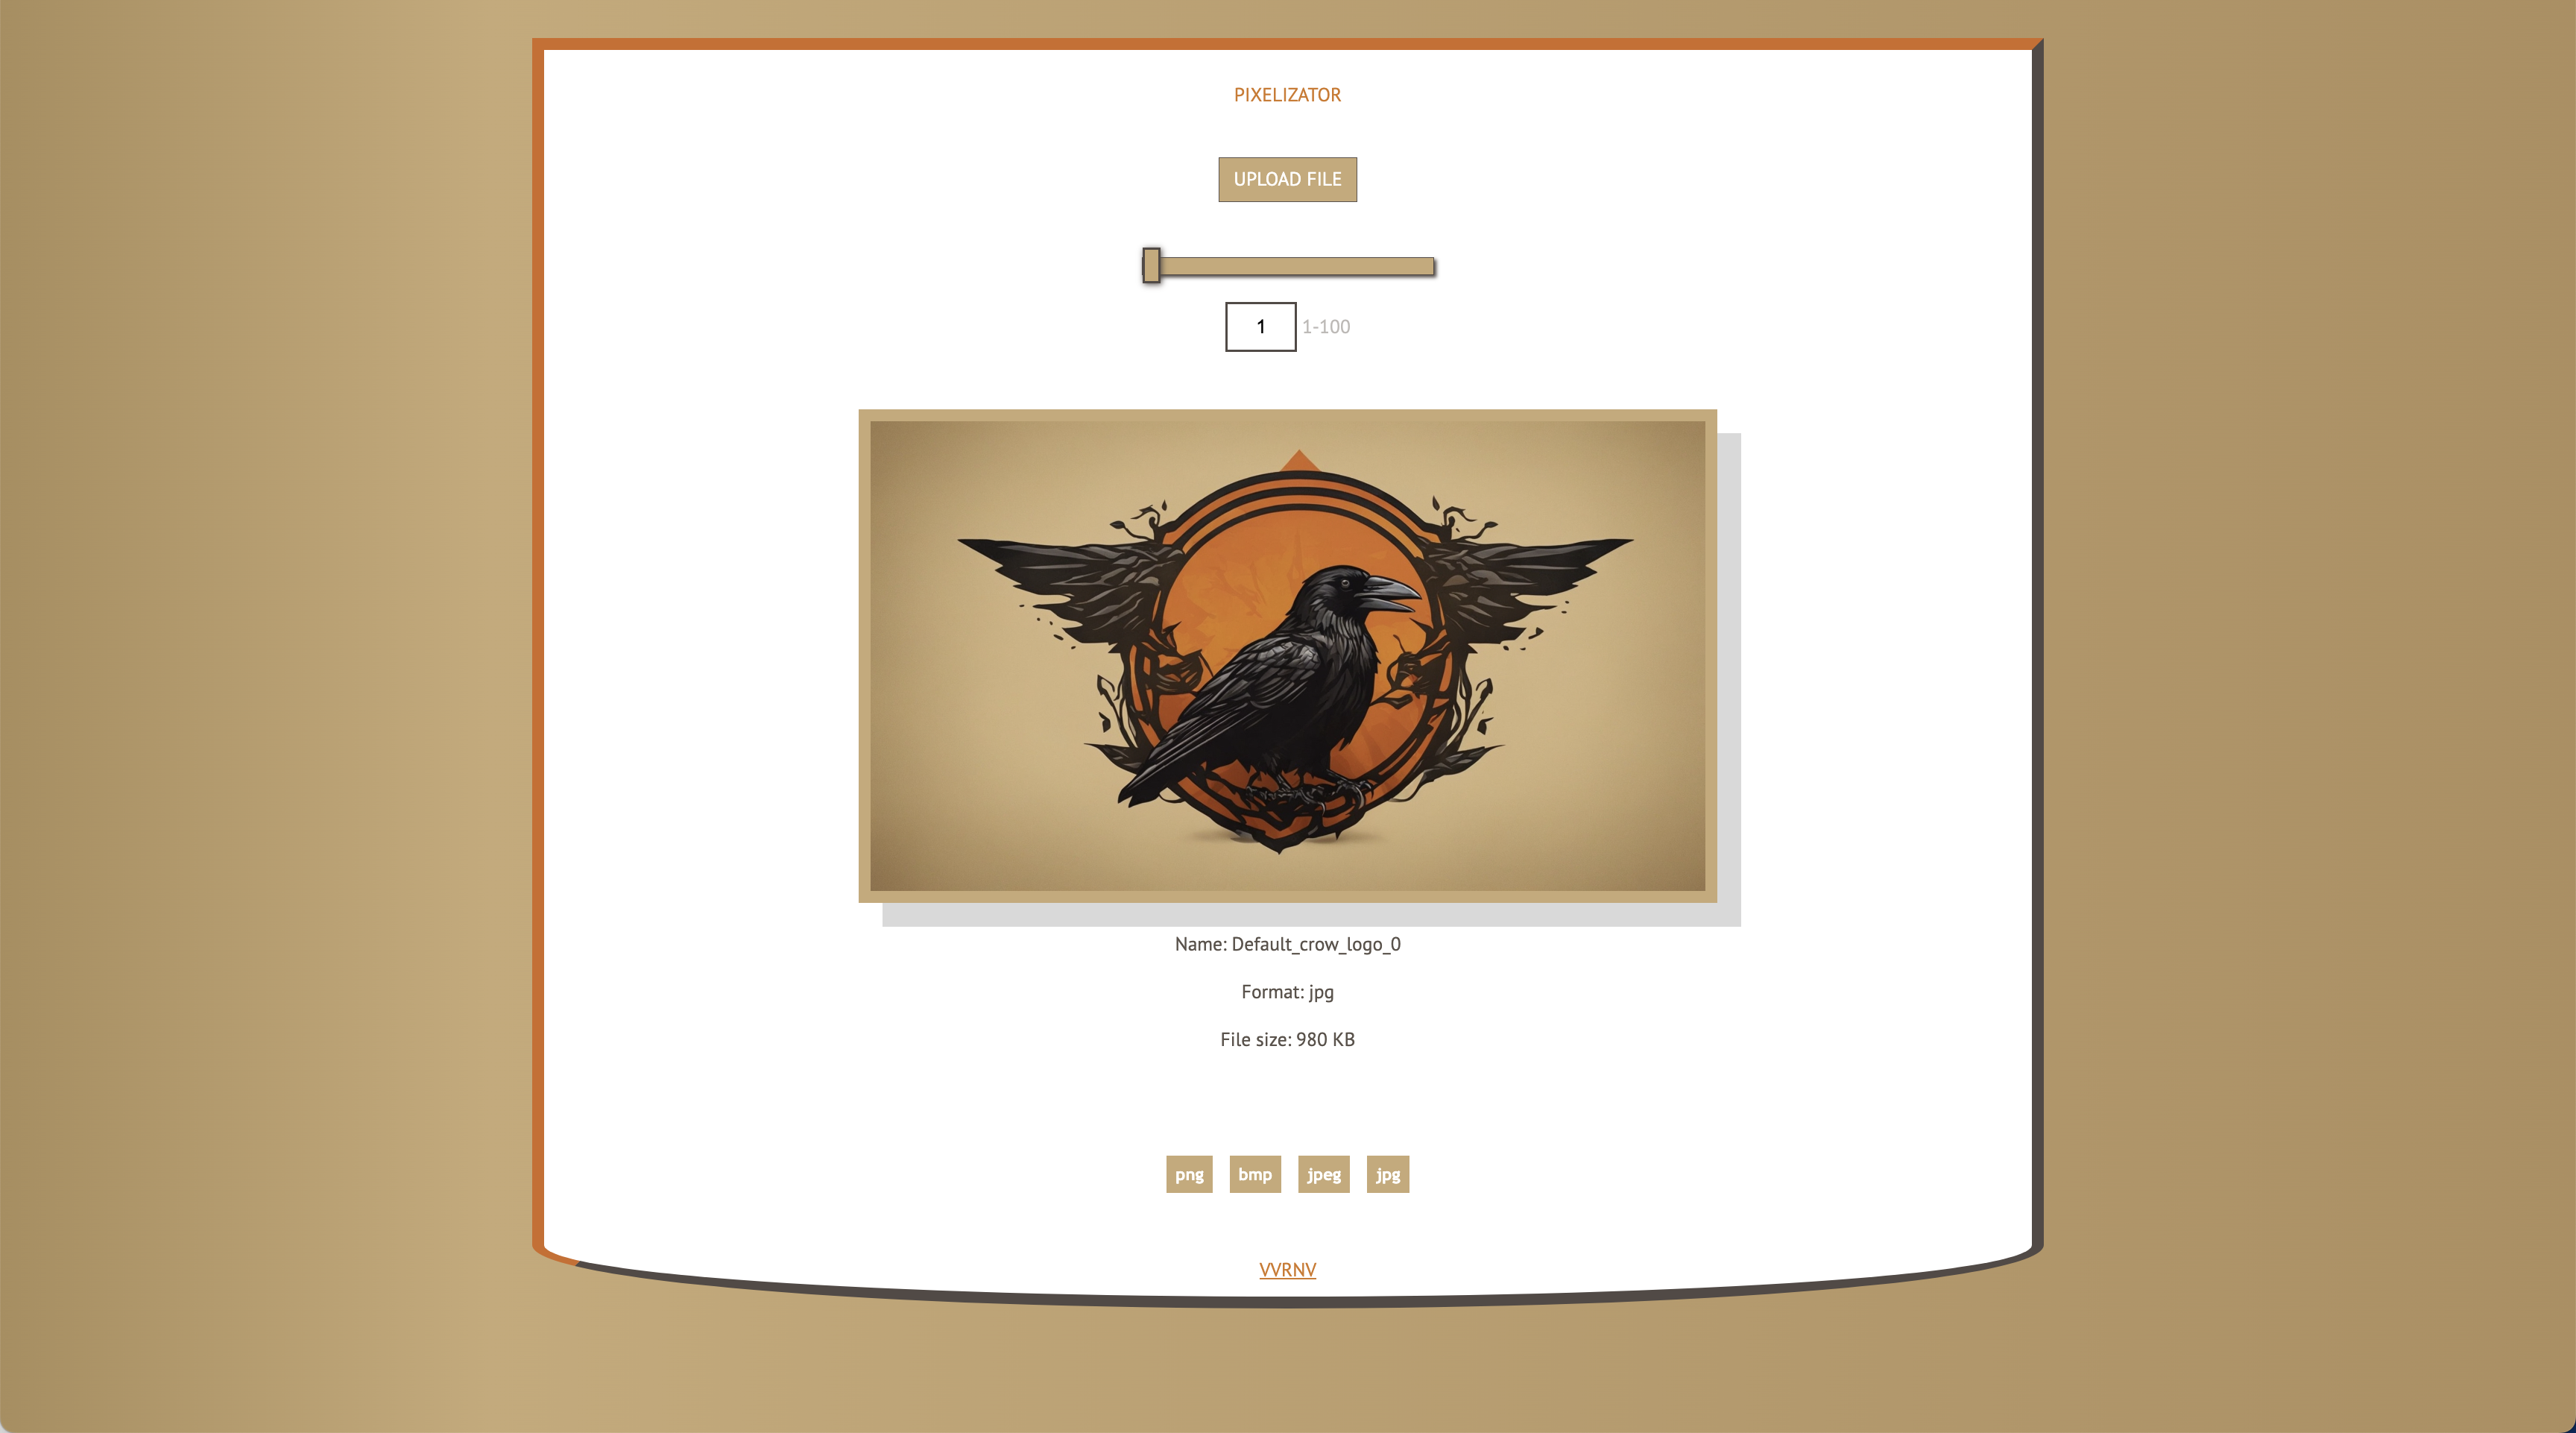 PIXELIZATOR
UPLOAD FILE
1 1-100
Name: Default_crow_logo_0
Format: jpg
File size: 980 KB
png bmp jpeg jpg
VVRNV